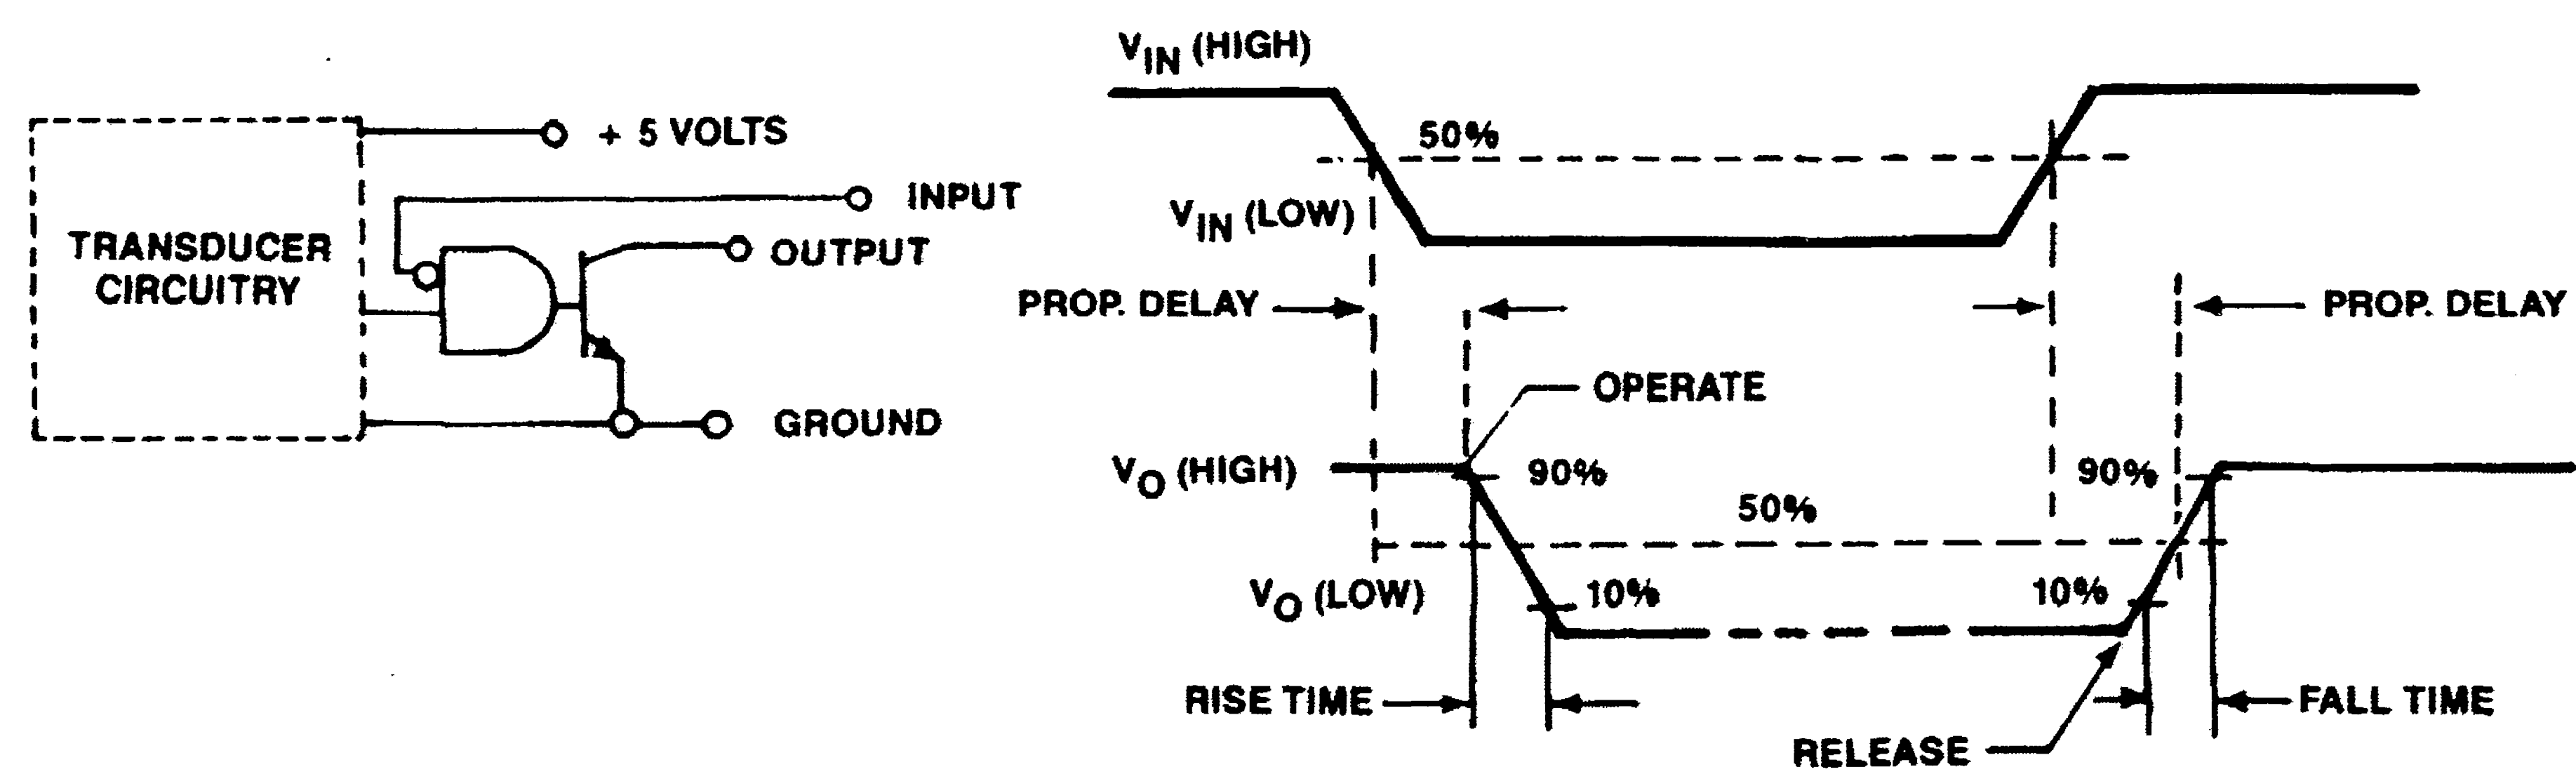 + 5 VOLTS
INPUT
TRANSDUCER
CIRCUITRY
OUTPUT
GROUND
VIN (HIGH)
50%
VIN (LOW)
PROP. DELAY
PROP. DELAY
OPERATE
VO (HIGH)
90%
90%
50%
VO (LOW)
10%
10%
RISE TIME
FALL TIME
RELEASE